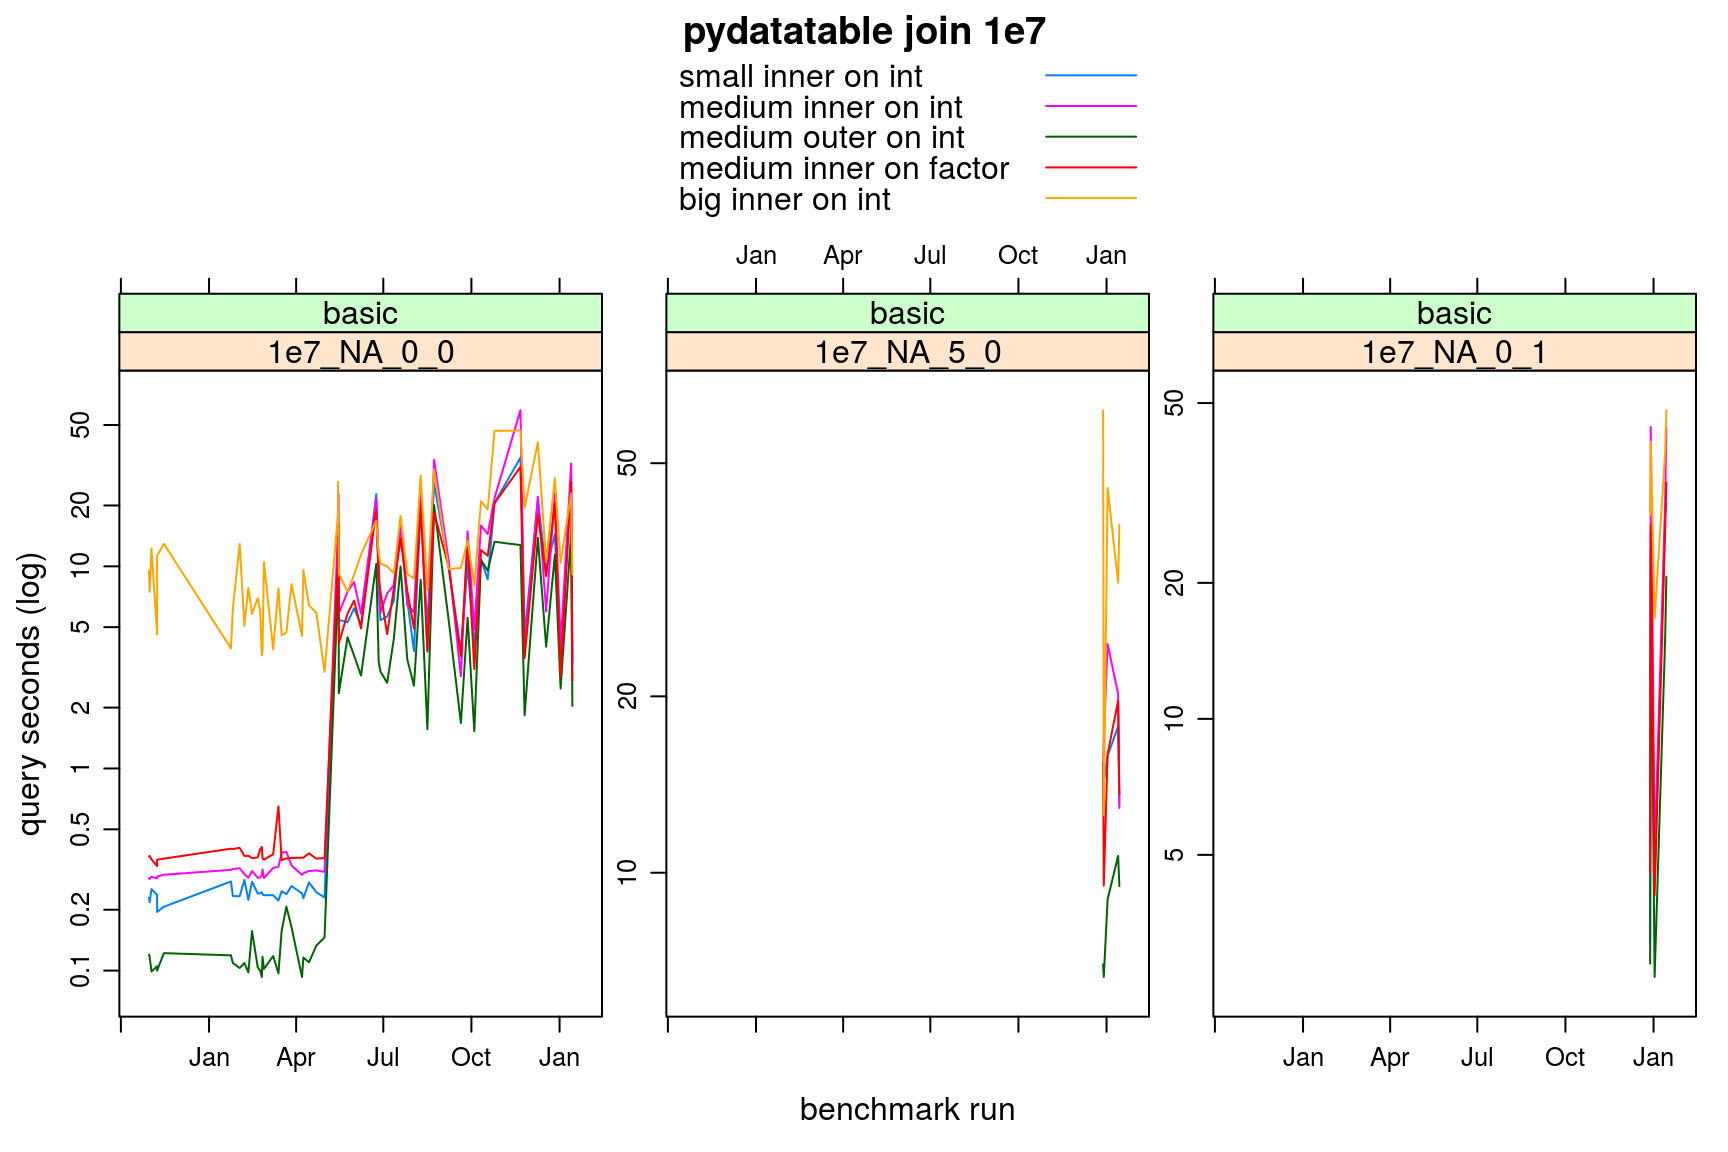 pydatatable join 1e7
small inner on int
medium inner on int
medium outer on int
medium inner on factor
big inner on int
Jan Apr Jul Oct Jan
basic basic basic
1e7_NA_0_0 1e7_NA_5_0 1e7_NA_0_1
query seconds (log)
50
20
10
5
2
1
0.5
0.2
0.1
50
20
10
50
20
10
5
Jan Apr Jul Oct Jan
Jan Apr Jul Oct Jan
benchmark run